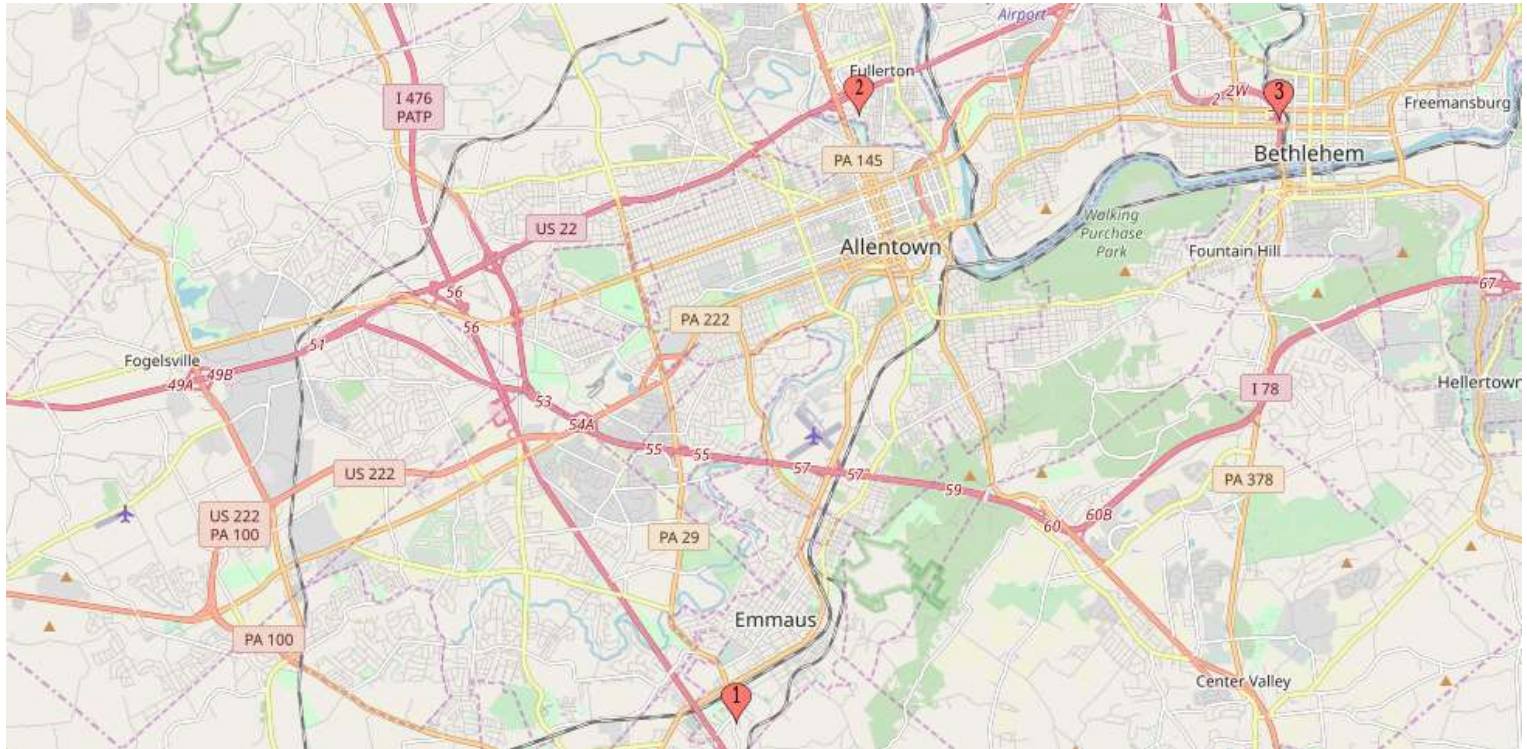 Airport
I 476
PATP
Fullerton
2
2W
2
3
Freemansburg
PA 145
Bethlehem
US 22
Walking
Purchase
Park
Allentown
Fountain Hill
56
56
67
PA 222
51
Fogelsville
49B
49A
I 78
Hellertown
53
54A
55
55
57
57
59
US 222
PA 378
US 222
PA 100
60B
60
PA 29
Emmaus
PA 100
Center Valley
1